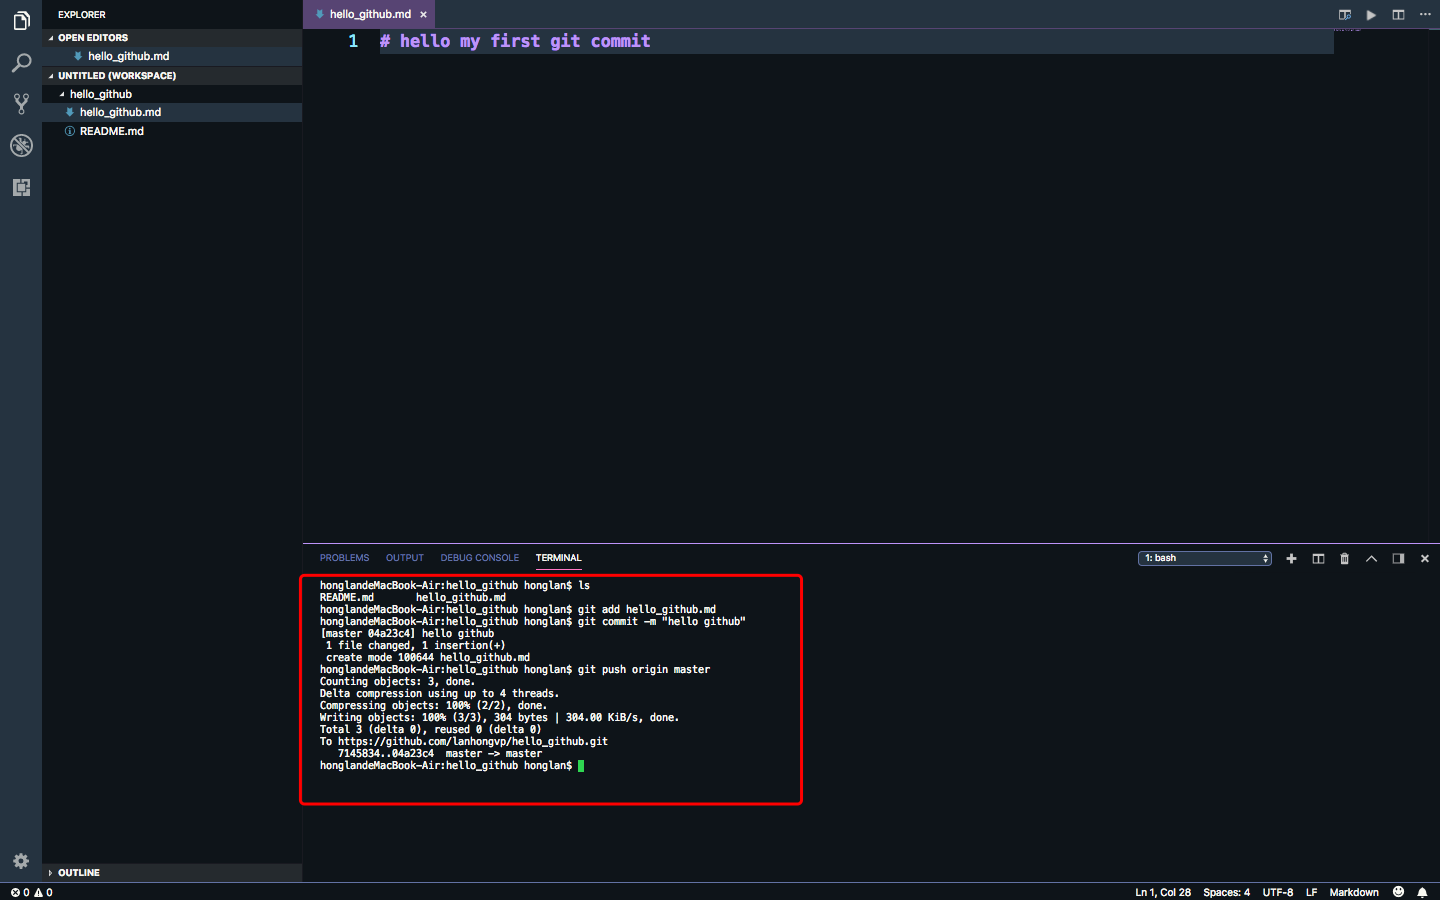 EXPLORER
OPEN EDITORS
hello_github.md
UNTITLED (WORKSPACE)
hello_github
hello_github.md
README.md
OUTLINE
hello_github.md ×
1 # hello my first git commit
PROBLEMS OUTPUT DEBUG CONSOLE TERMINAL
1: bash
honglandeMacBook-Air:hello_github honglan$ ls
README.md hello_github.md
honglandeMacBook-Air:hello_github honglan$ git add hello_github.md
honglandeMacBook-Air:hello_github honglan$ git commit -m "hello github"
[master 04a23c4] hello github
1 file changed, 1 insertion(+)
create mode 100644 hello_github.md
honglandeMacBook-Air:hello_github honglan$ git push origin master
Counting objects: 3, done.
Delta compression using up to 4 threads.
Compressing objects: 100% (2/2), done.
Writing objects: 100% (3/3), 304 bytes | 304.00 KiB/s, done.
Total 3 (delta 0), reused 0 (delta 0)
To https://github.com/lanhongvp/hello_github.git
7145834..04a23c4 master -> master
honglandeMacBook-Air:hello_github honglan$
0 0
Ln 1, Col 28 Spaces: 4 UTF-8 LF Markdown